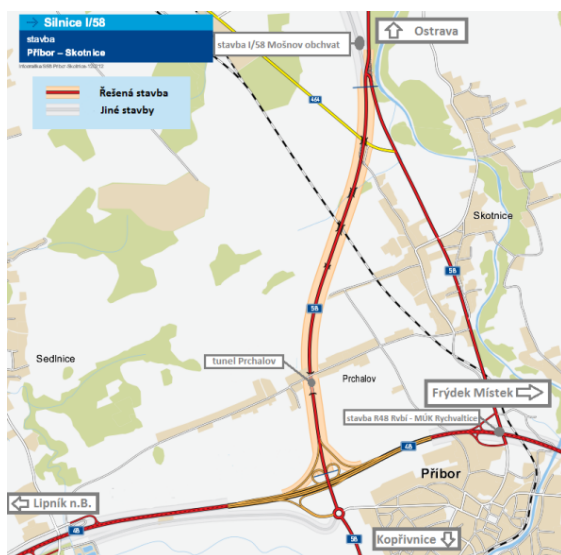 → Silnice I/58
stavba
Příbor – Skotnice
Řešená stavba
Jiné stavby
stavba I/58 Mošnov obchvat
Ostrava
464
Skotnice
58
58
Sedlnice
tunel Prchalov
Prchalov
Frýdek Místek
stavba R48 Rybí - MÚK Rychvaltice
48
Příbor
Lipník n.B.
48
Kopřivnice
58